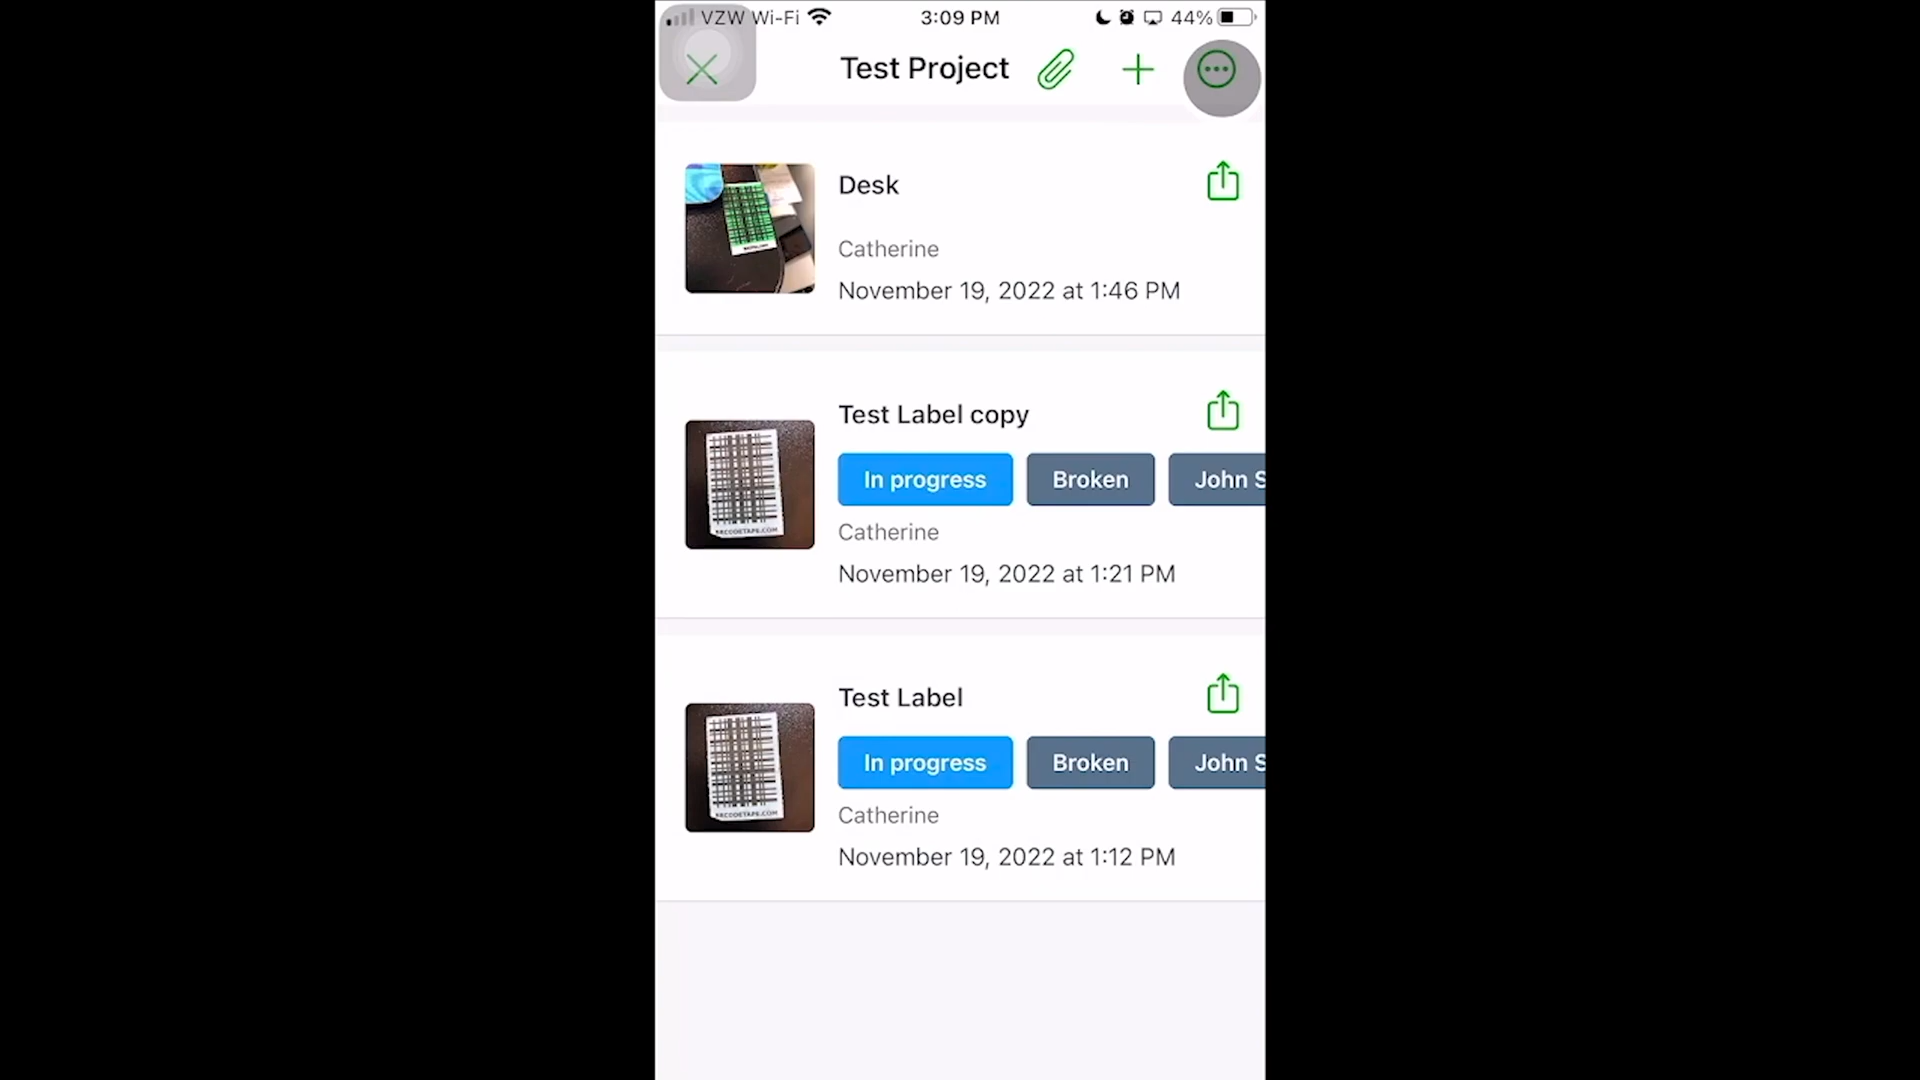 VZW Wi-Fi 3:09 PM 44%
Test Project
Desk
Catherine
November 19, 2022 at 1:46 PM
Test Label copy
In progress Broken John S
Catherine
November 19, 2022 at 1:21 PM
Test Label
In progress Broken John S
Catherine
November 19, 2022 at 1:12 PM